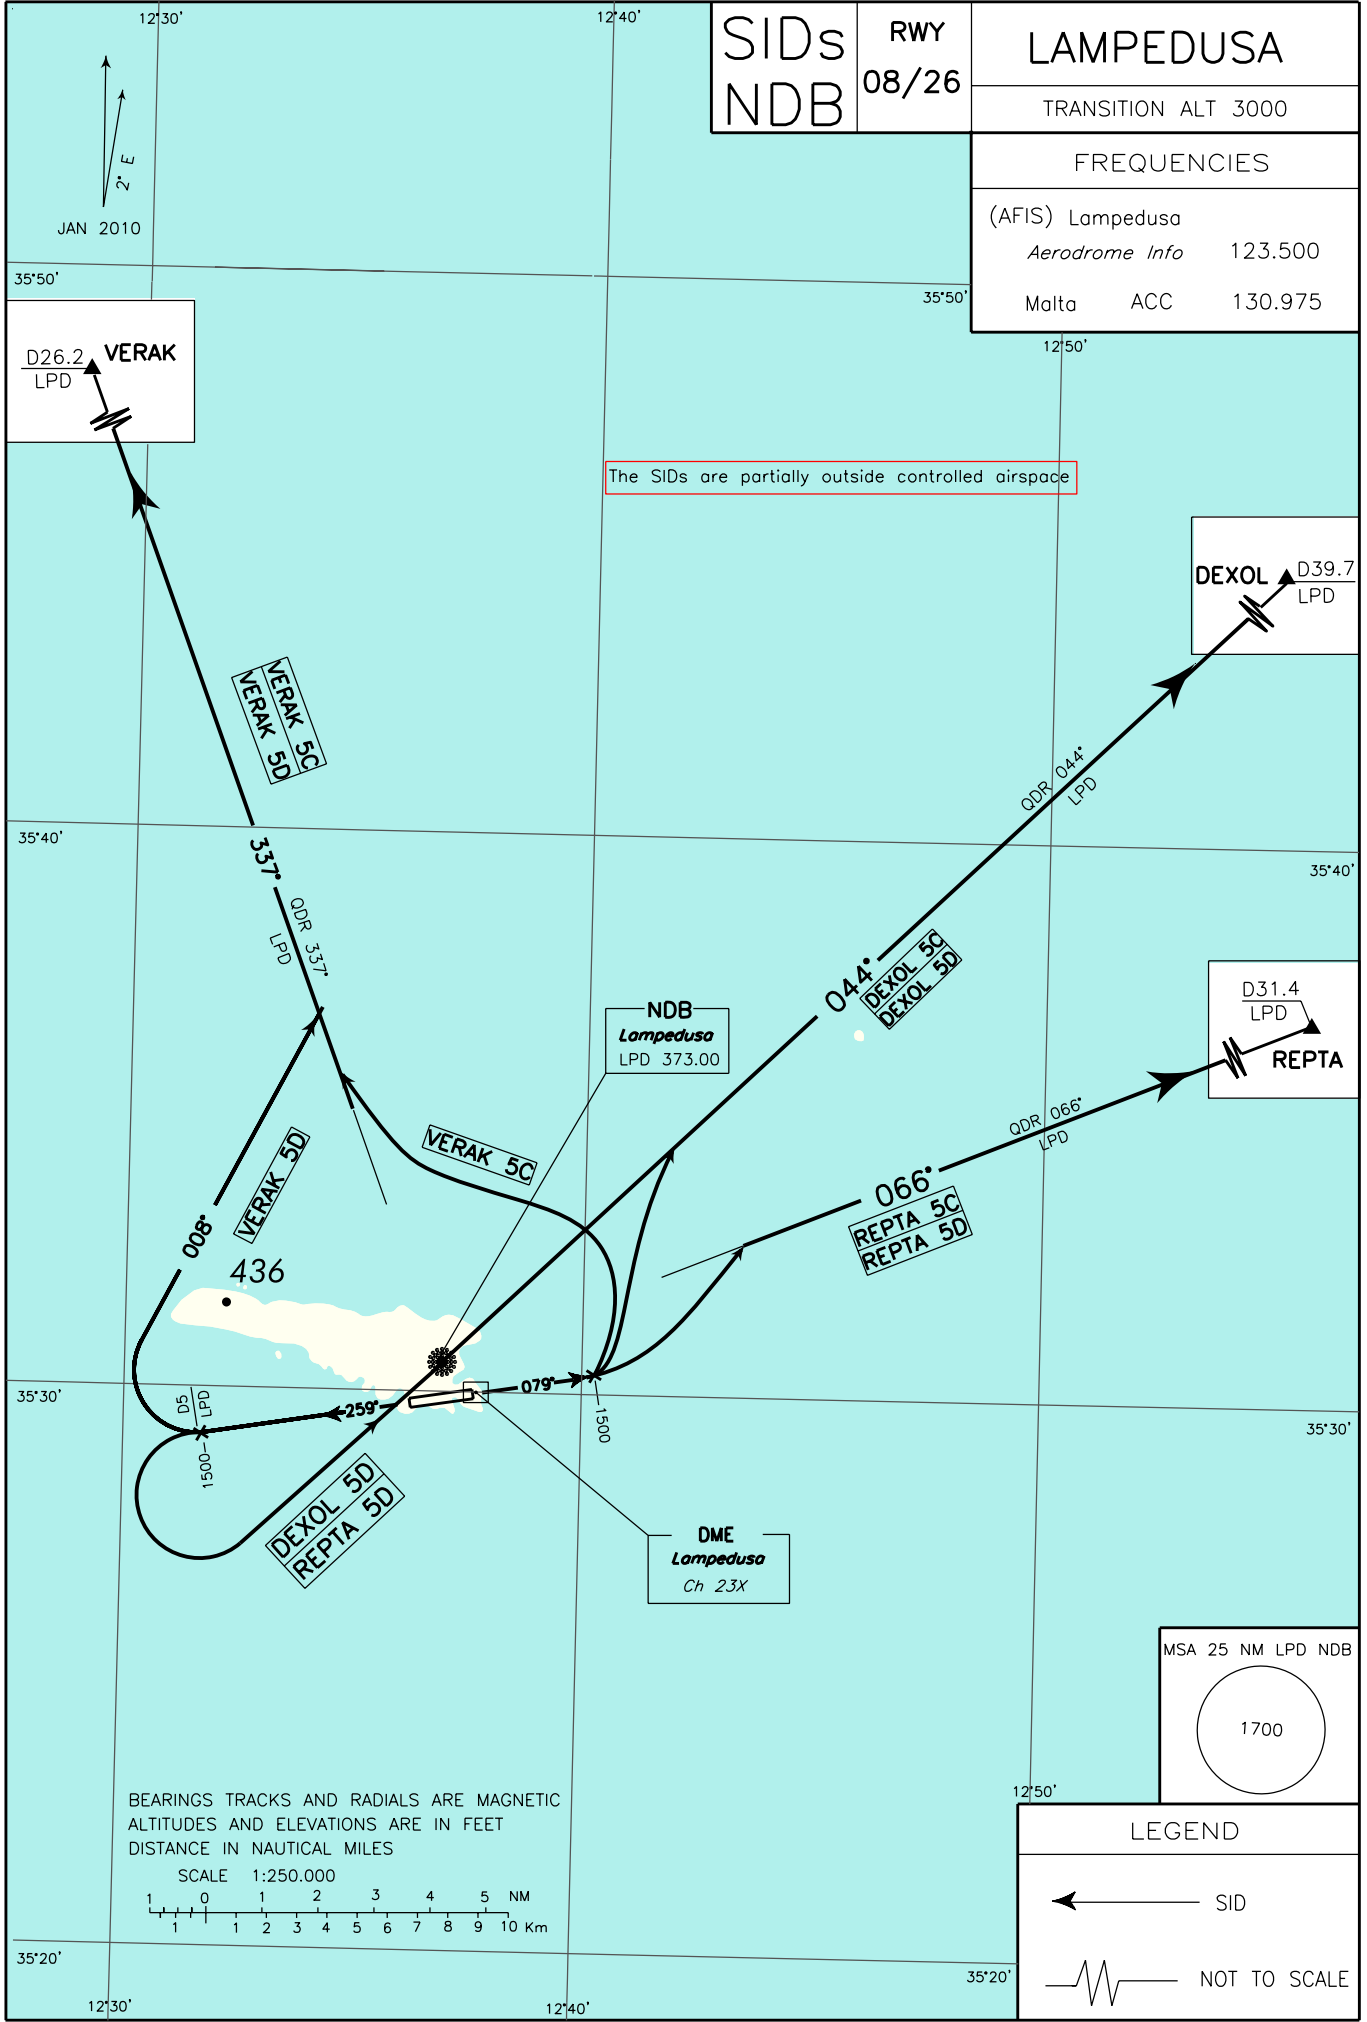 12°30'
12°40'
SIDs
NDB
RWY
08/26
LAMPEDUSA
TRANSITION ALT 3000
FREQUENCIES
(AFIS) Lampedusa
Aerodrome Info 123.500
Malta ACC 130.975
2° E
JAN 2010
35°50'
35°50'
12°50'
D26.2
LPD
VERAK
The SIDs are partially outside controlled airspace
DEXOL
D39.7
LPD
VERAK 5C
VERAK 5D
QDR 044°
LPD
35°40'
35°40'
337°
QDR 337°
LPD
044°
DEXOL 5C
DEXOL 5D
D31.4
LPD
REPTA
NDB
Lampedusa
LPD 373.00
QDR 066°
LPD
VERAK 5D
VERAK 5C
066°
REPTA 5C
REPTA 5D
008°
436
35°30'
35°30'
D5
LPD
259°
079°
1500
1500
DEXOL 5D
REPTA 5D
DME
Lampedusa
Ch 23X
MSA 25 NM LPD NDB
1700
BEARINGS TRACKS AND RADIALS ARE MAGNETIC
ALTITUDES AND ELEVATIONS ARE IN FEET
DISTANCE IN NAUTICAL MILES
SCALE 1:250.000
1 0 1 2 3 4 5 NM
1 1 2 3 4 5 6 7 8 9 10 Km
12°50'
LEGEND
SID
NOT TO SCALE
35°20'
35°20'
12°30'
12°40'